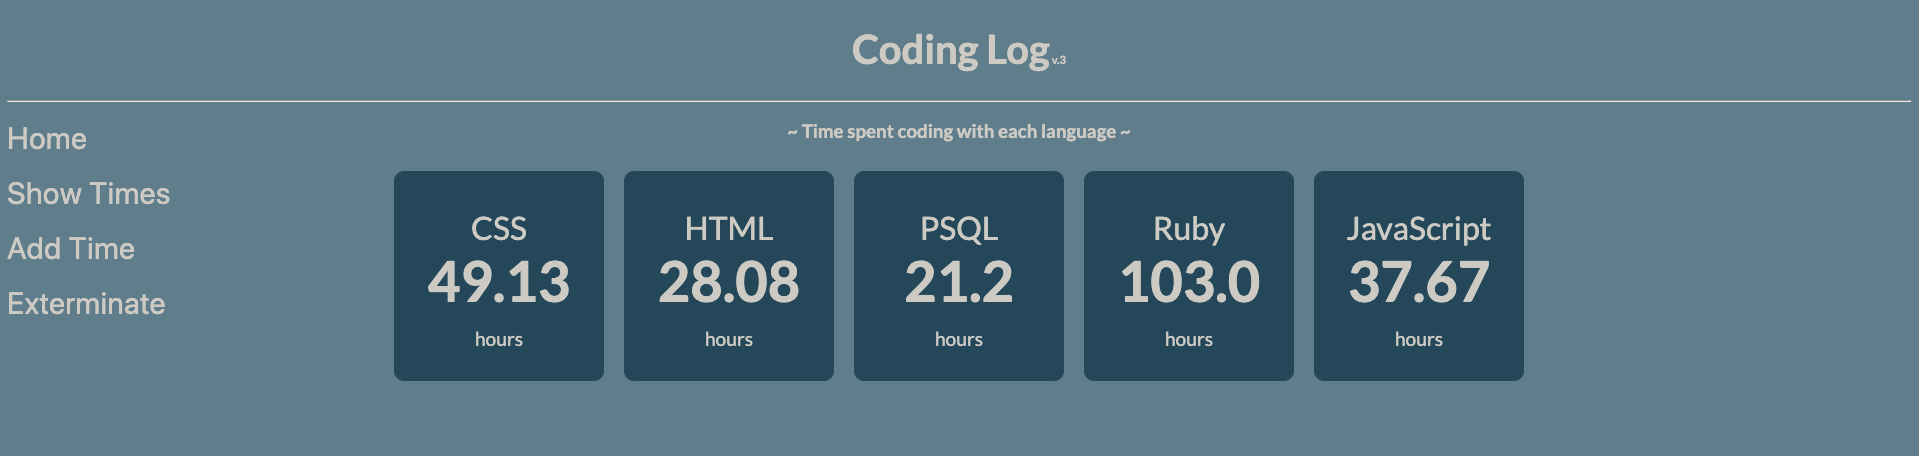 Coding Log v.3
~ Time spent coding with each language ~
Home
Show Times
Add Time
Exterminate
CSS
49.13
hours
HTML
28.08
hours
PSQL
21.2
hours
Ruby
103.0
hours
JavaScript
37.67
hours